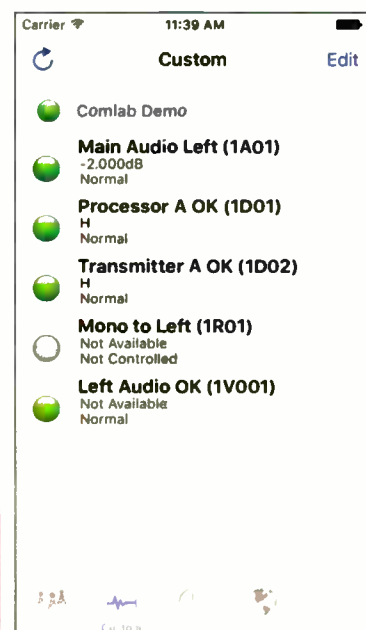 Carrier 11:39 AM
Custom Edit
Comlab Demo
Main Audio Left (1A01)
-2.000dB
Normal
Processor A OK (1D01)
H
Normal
Transmitter A OK (1D02)
H
Normal
Mono to Left (1R01)
Not Available
Not Controlled
Left Audio OK (1V001)
Not Available
Normal